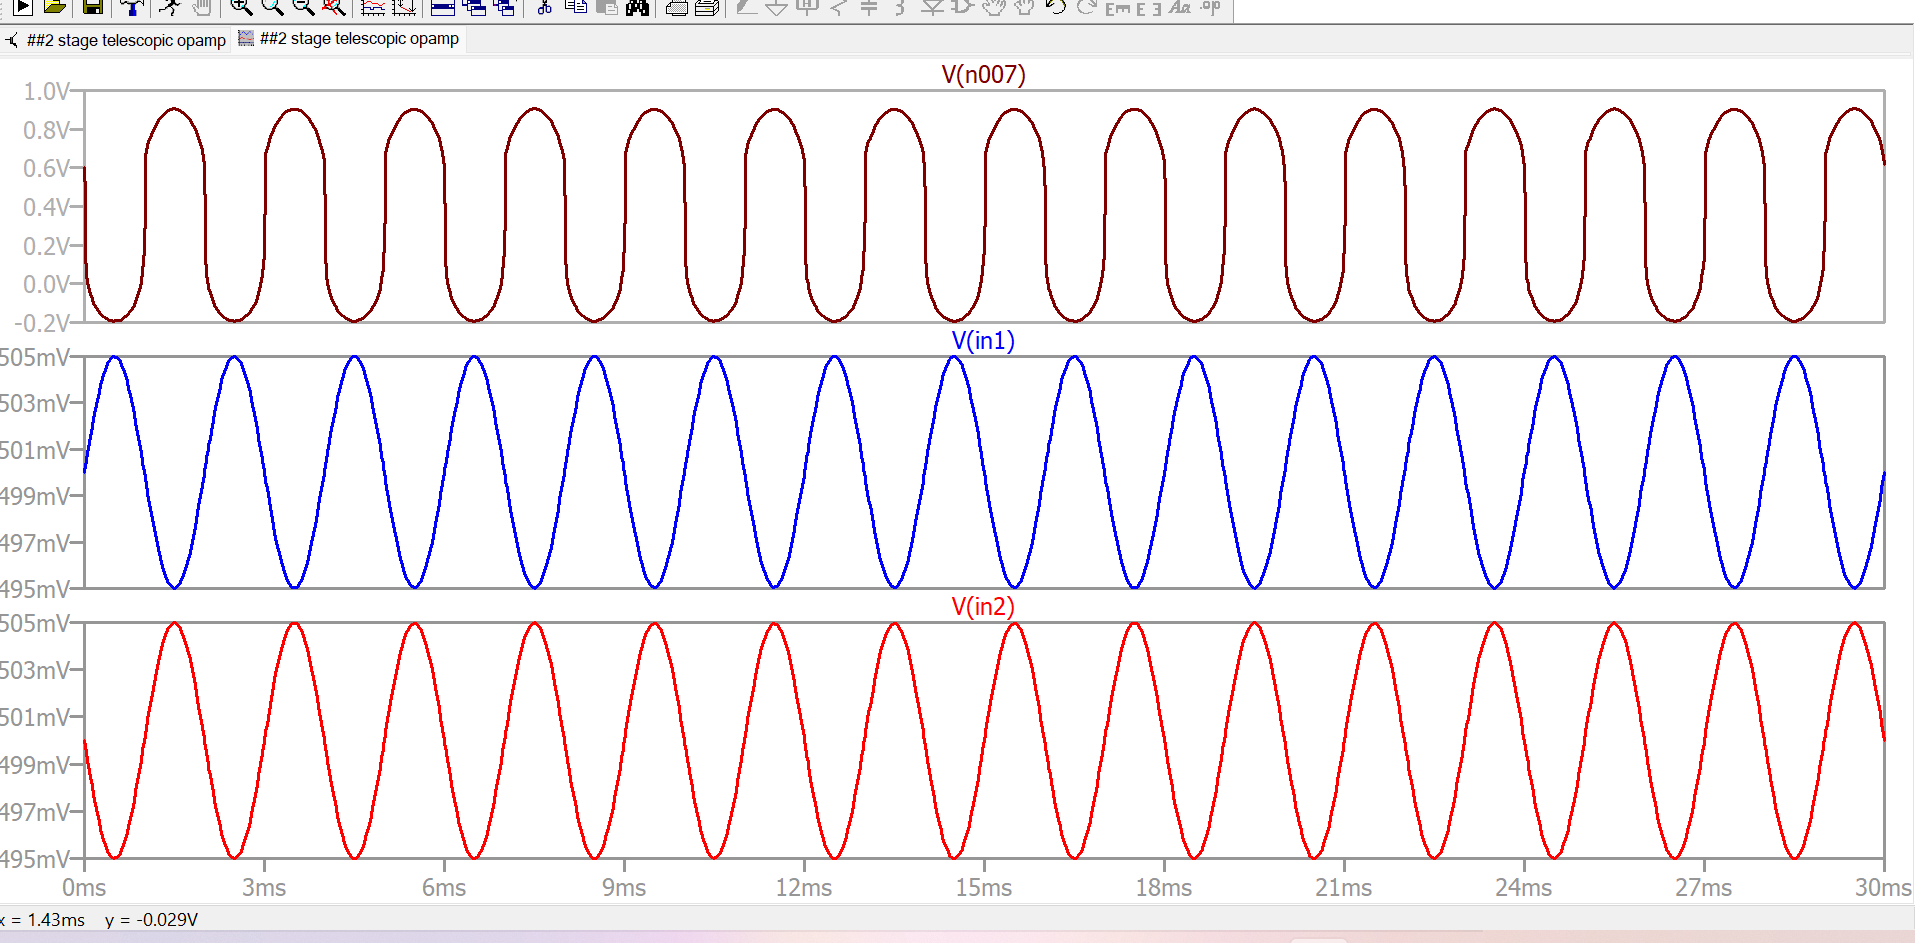 ##2 stage telescopic opamp ##2 stage telescopic opamp
V(n007)
1.0V
0.8V
0.6V
0.4V
0.2V
0.0V
-0.2V
V(in1)
505mV
503mV
501mV
499mV
497mV
495mV
V(in2)
505mV
503mV
501mV
499mV
497mV
495mV
0ms 3ms 6ms 9ms 12ms 15ms 18ms 21ms 24ms 27ms 30ms
x = 1.43ms y = -0.029V